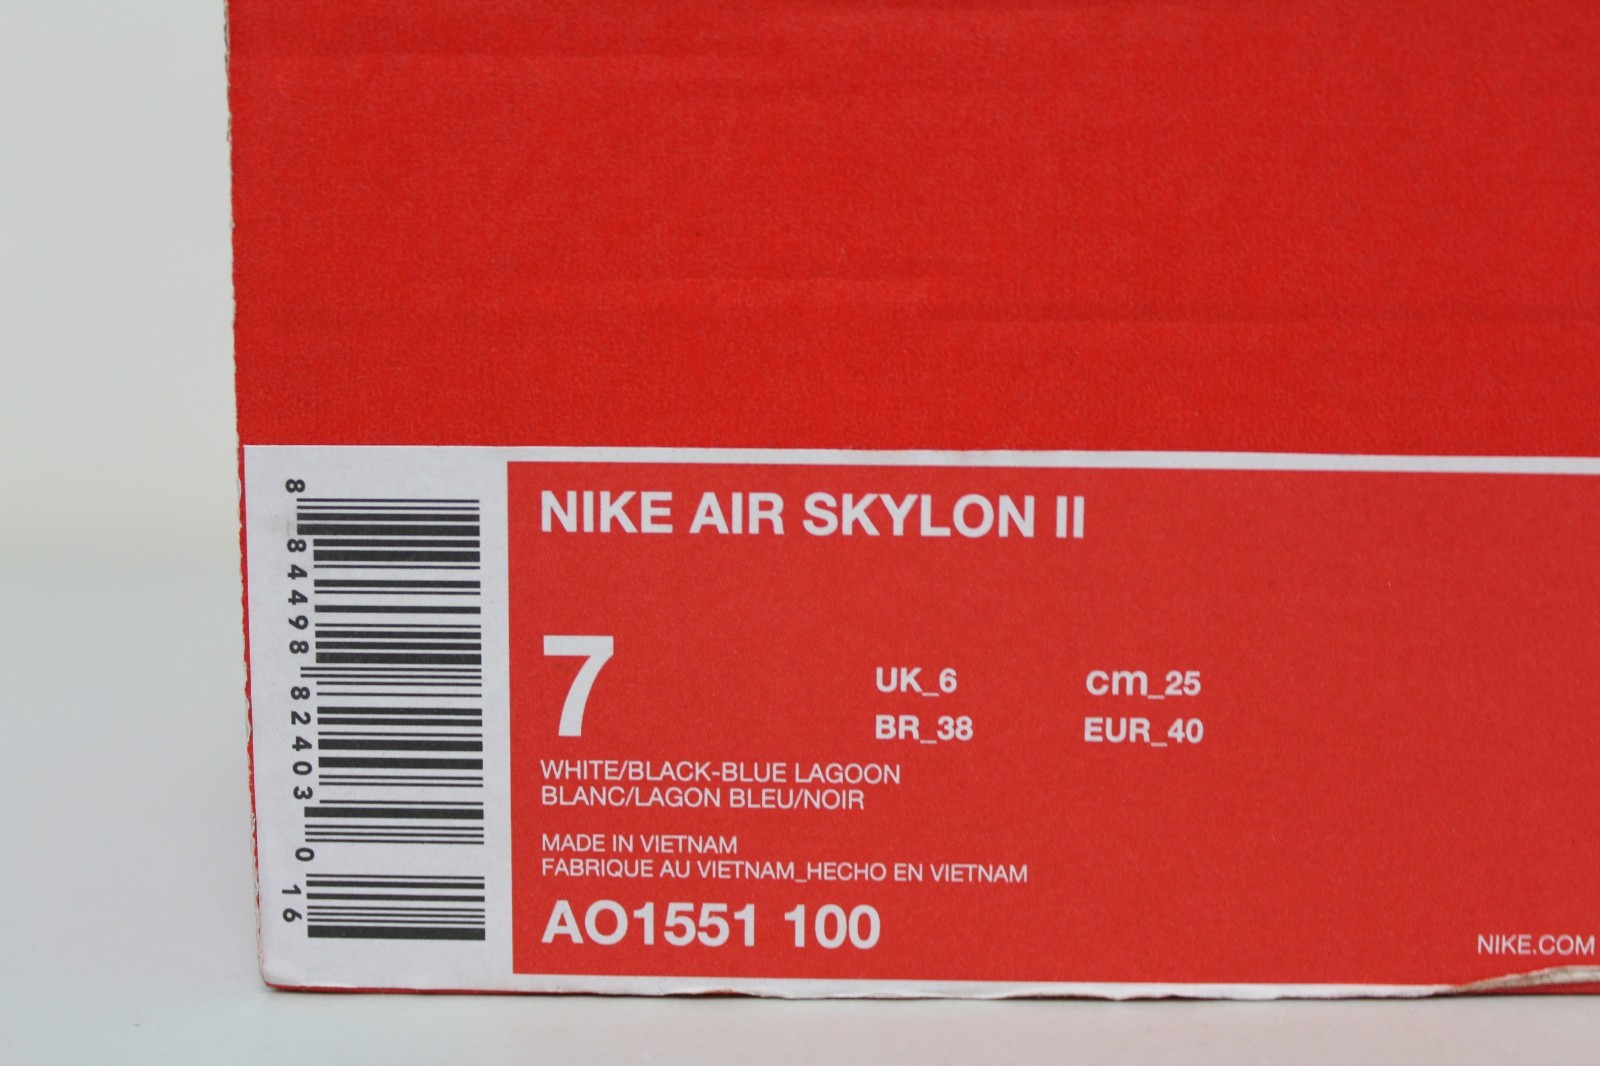 8 84498 82403 0
16
NIKE AIR SKYLON II
7
UK_6 cm_25
BR_38 EUR_40
WHITE/BLACK-BLUE LAGOON
BLANC/LAGON BLEU/NOIR
MADE IN VIETNAM
FABRIQUE AU VIETNAM_HECHO EN VIETNAM
AO1551 100
NIKE.COM